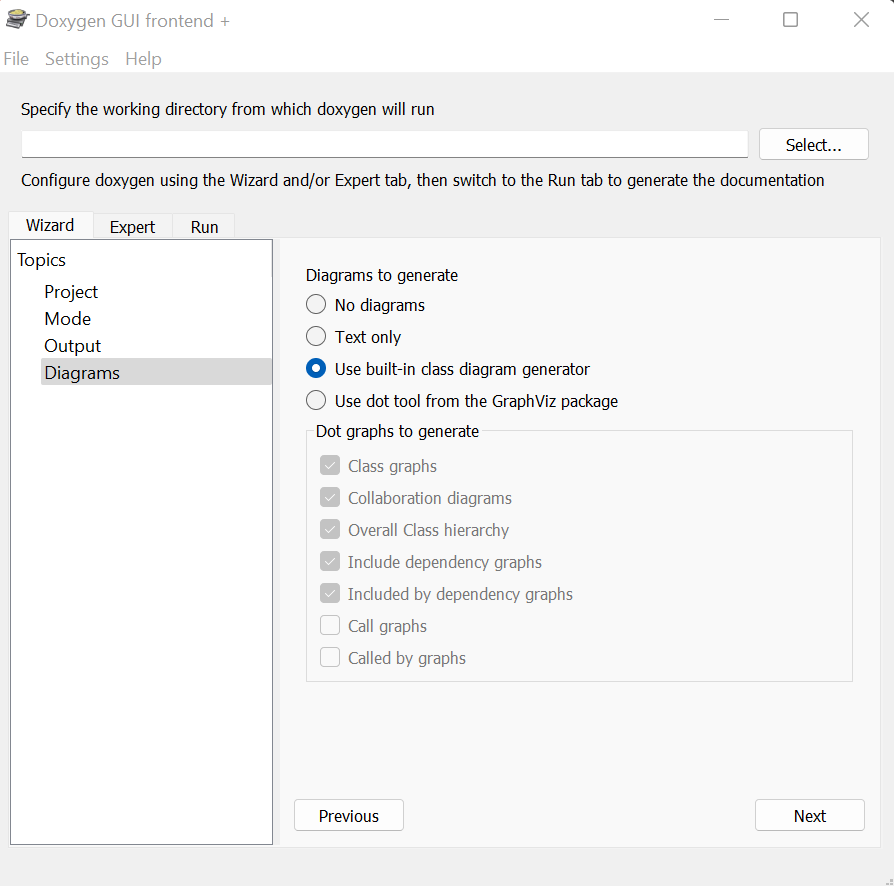 Doxygen GUI frontend +
File Settings Help
Specify the working directory from which doxygen will run
Select...
Configure doxygen using the Wizard and/or Expert tab, then switch to the Run tab to generate the documentation
Wizard Expert Run
Topics
Project
Mode
Output
Diagrams
Diagrams to generate
No diagrams
Text only
Use built-in class diagram generator
Use dot tool from the GraphViz package
Dot graphs to generate
Class graphs
Collaboration diagrams
Overall Class hierarchy
Include dependency graphs
Included by dependency graphs
Call graphs
Called by graphs
Previous Next